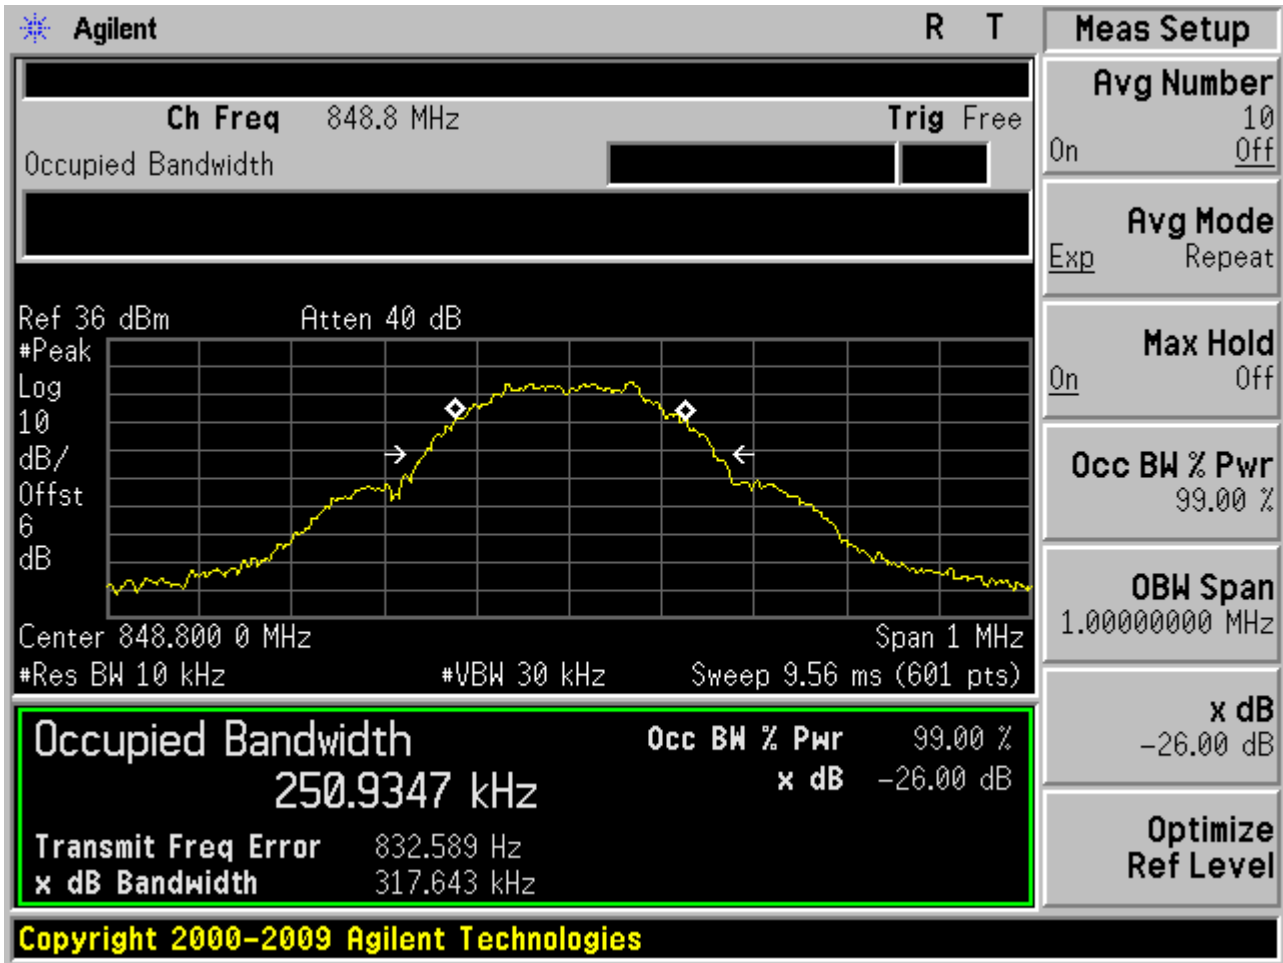 Agilent R T
Ch Freq 848.8 MHz Trig Free
Occupied Bandwidth
Ref 36 dBm Atten 40 dB
#Peak
Log
10
dB/
Offst
6
dB
Center 848.800 0 MHz Span 1 MHz
#Res BW 10 kHz #VBW 30 kHz Sweep 9.56 ms (601 pts)
Occupied Bandwidth Occ BW % Pwr 99.00 %
250.9347 kHz x dB -26.00 dB
Transmit Freq Error 832.589 Hz
x dB Bandwidth 317.643 kHz
Copyright 2000-2009 Agilent Technologies
Meas Setup
Avg Number
10
On Off
Avg Mode
Exp Repeat
Max Hold
On Off
Occ BW % Pwr
99.00 %
OBW Span
1.00000000 MHz
x dB
-26.00 dB
Optimize
Ref Level